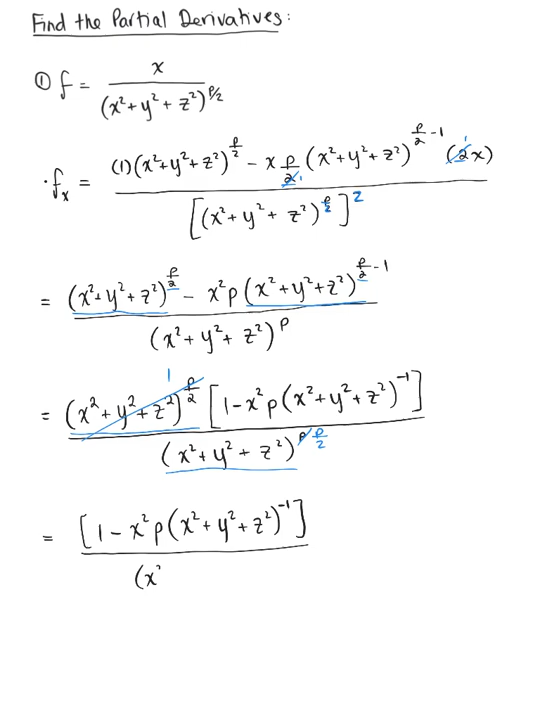 Find the Partial Derivatives:
① f = x / (x² + y² + z²)^(p/2)
· f_x = [(1)(x² + y² + z²)^(p/2) - x p/2 (x² + y² + z²)^(p/2 - 1) (2x)] / [(x² + y² + z²)^(p/2)]²
= [(x² + y² + z²)^(p/2) - x² p (x² + y² + z²)^(p/2 - 1)] / (x² + y² + z²)^p
= (x² + y² + z²)^(p/2) [1 - x² p (x² + y² + z²)^(-1)] / (x² + y² + z²)^(p p/2)
= [1 - x² p (x² + y² + z²)^(-1)] / (x²